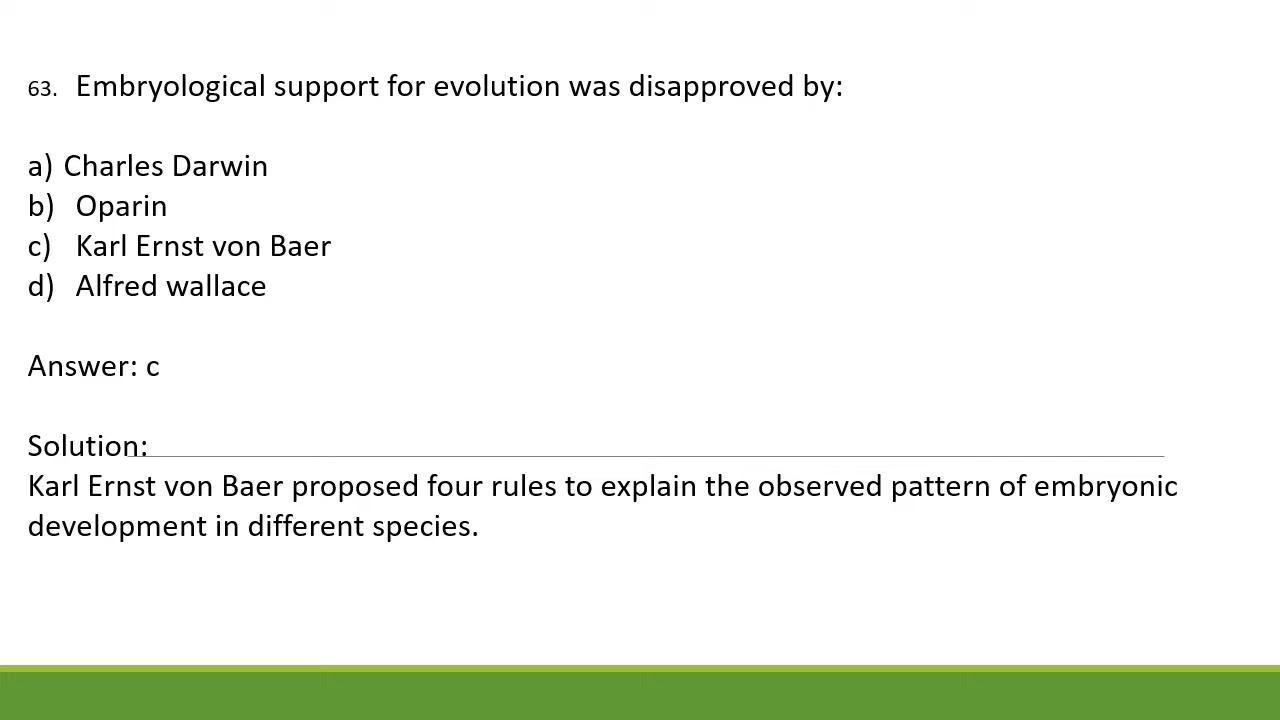 63. Embryological support for evolution was disapproved by:
a) Charles Darwin
b) Oparin
c) Karl Ernst von Baer
d) Alfred wallace
Answer: c
Solution:
Karl Ernst von Baer proposed four rules to explain the observed pattern of embryonic
development in different species.